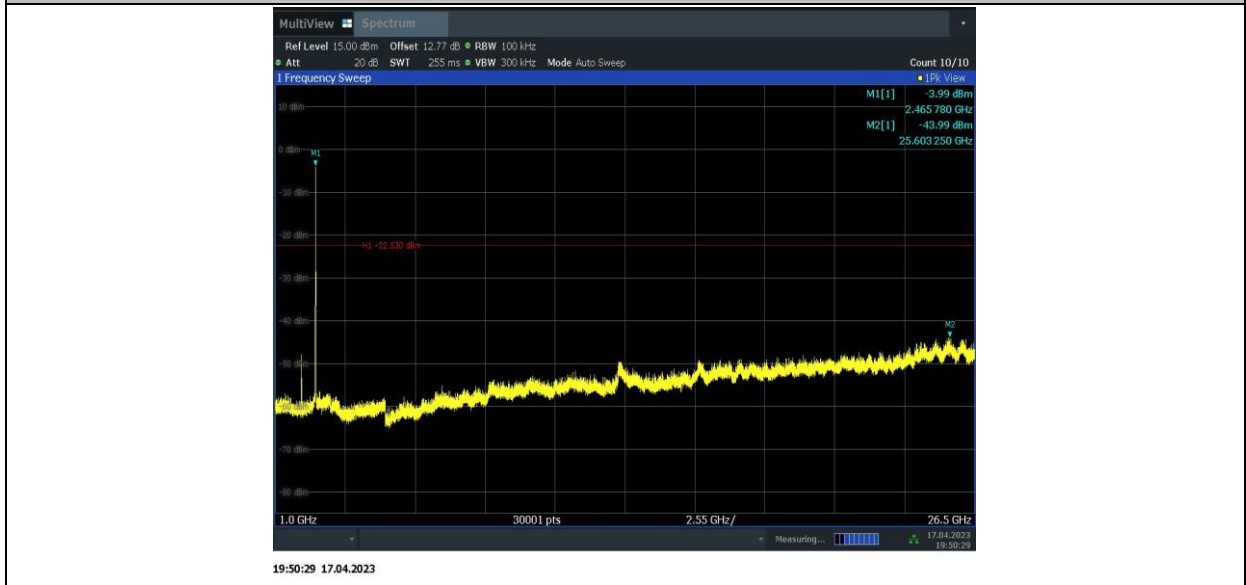 MultiView Spectrum
Ref Level 15.00 dBm Offset 12.77 dB RBW 100 kHz
Att 20 dB SWT 255 ms VBW 300 kHz Mode Auto Sweep Count 10/10
1 Frequency Sweep 1Pk View
M1[1] -3.99 dBm
10 dBm
2.465 780 GHz
M2[1] -43.99 dBm
25.603 250 GHz
0 dBm
M1
-10 dBm
-20 dBm
H1 -22.530 dBm
-30 dBm
-40 dBm
M2
-50 dBm
-60 dBm
-70 dBm
-80 dBm
1.0 GHz 30001 pts 2.55 GHz/ 26.5 GHz
Measuring... 17.04.2023
19:50:29
19:50:29 17.04.2023